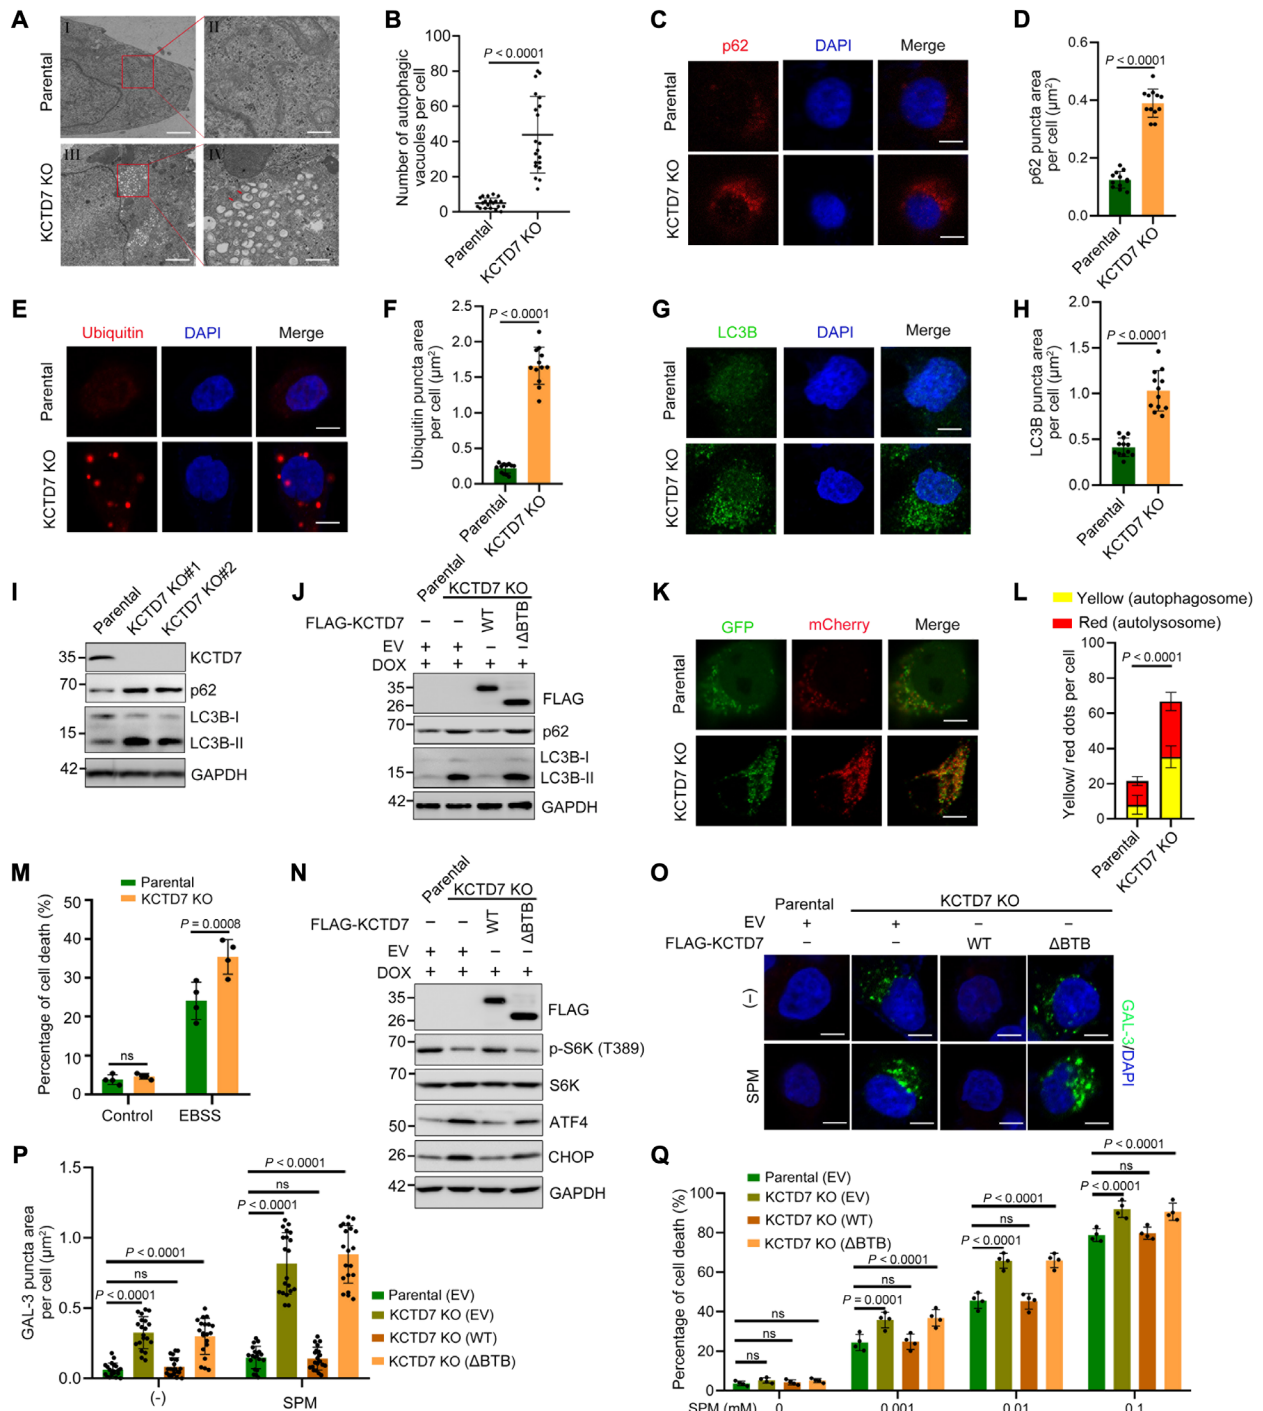 A
I
II
III
IV
Parental
KCTD7 KO
B
Number of autophagic
vacuoles per cell
100
80
60
40
20
0
P < 0.0001
Parental
KCTD7 KO
C
p62
DAPI
Merge
Parental
KCTD7 KO
D
p62 puncta area
per cell (μm²)
0.6
0.4
0.2
0.0
P < 0.0001
Parental
KCTD7 KO
E
Ubiquitin
DAPI
Merge
Parental
KCTD7 KO
F
Ubiquitin puncta area
per cell (μm²)
2.5
2.0
1.5
1.0
0.5
0.0
P < 0.0001
Parental
KCTD7 KO
G
LC3B
DAPI
Merge
Parental
KCTD7 KO
H
LC3B puncta area
per cell (μm²)
2.0
1.5
1.0
0.5
0.0
P < 0.0001
Parental
KCTD7 KO
I
Parental
KCTD7 KO#1
KCTD7 KO#2
35
KCTD7
70
p62
LC3B-I
15
LC3B-II
42
GAPDH
J
Parental
KCTD7 KO
FLAG-KCTD7 – – WT ΔBTB
EV + + – –
DOX + + + +
35
26
FLAG
70
p62
LC3B-I
15
LC3B-II
42
GAPDH
K
GFP
mCherry
Merge
Parental
KCTD7 KO
L
Yellow (autophagosome)
Red (autolysosome)
Yellow/ red dots per cell
100
80
60
40
20
0
P < 0.0001
Parental
KCTD7 KO
M
Parental
KCTD7 KO
Percentage of cell death (%)
50
40
30
20
10
0
ns
P = 0.0008
Control
EBSS
N
Parental
KCTD7 KO
FLAG-KCTD7 – – WT ΔBTB
EV + + – –
DOX + + + +
35
26
FLAG
70
p-S6K (T389)
70
S6K
50
ATF4
26
CHOP
42
GAPDH
O
Parental
KCTD7 KO
EV + + – –
FLAG-KCTD7 – – WT ΔBTB
(–)
SPM
GAL-3/DAPI
P
GAL-3 puncta area
per cell (μm²)
1.5
1.0
0.5
0.0
P < 0.0001
ns
P < 0.0001
P < 0.0001
ns
P < 0.0001
(-)
SPM
Parental (EV)
KCTD7 KO (EV)
KCTD7 KO (WT)
KCTD7 KO (ΔBTB)
Q
Parental (EV)
KCTD7 KO (EV)
KCTD7 KO (WT)
KCTD7 KO (ΔBTB)
Percentage of cell death (%)
100
80
60
40
20
0
ns
ns
ns
P < 0.0001
ns
P = 0.0001
P < 0.0001
ns
P < 0.0001
P < 0.0001
ns
P < 0.0001
SPM (mM) 0 0.001 0.01 0.1